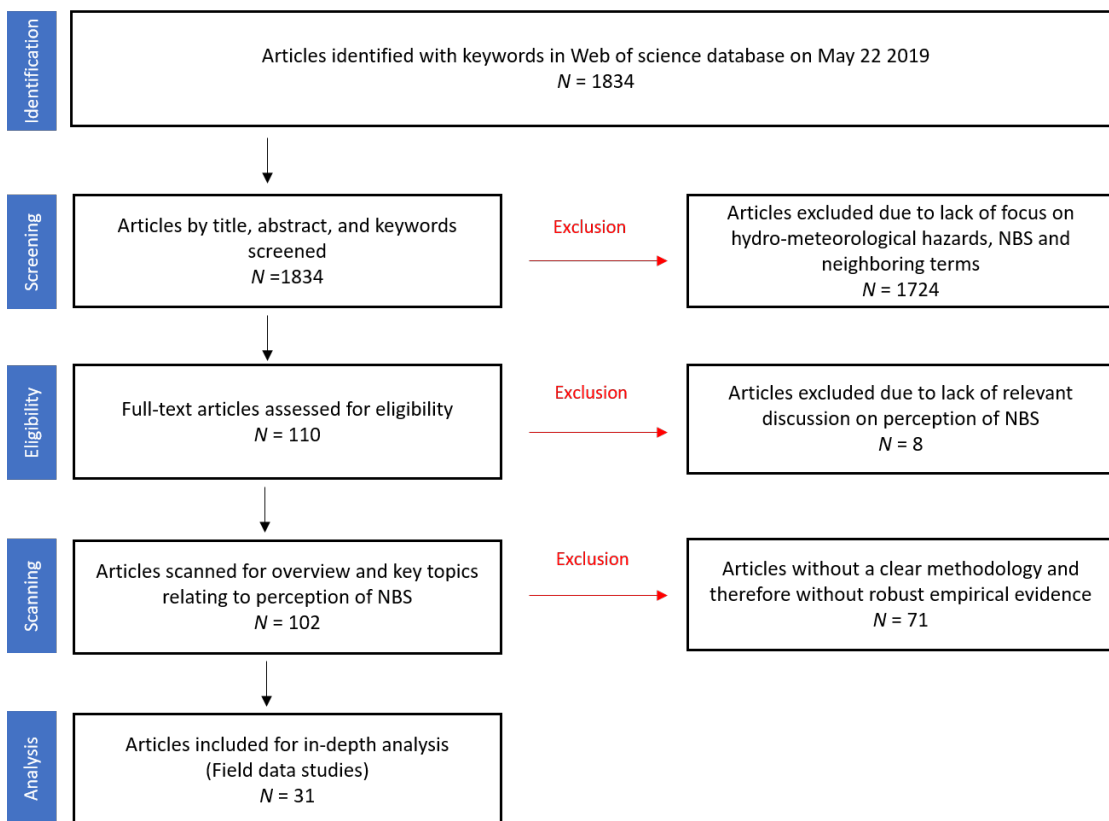 Identification
Articles identified with keywords in Web of science database on May 22 2019
N = 1834
Screening
Articles by title, abstract, and keywords
screened
N =1834
Exclusion
Articles excluded due to lack of focus on
hydro-meteorological hazards, NBS and
neighboring terms
N = 1724
Eligibility
Full-text articles assessed for eligibility
N = 110
Exclusion
Articles excluded due to lack of relevant
discussion on perception of NBS
N = 8
Scanning
Articles scanned for overview and key topics
relating to perception of NBS
N = 102
Exclusion
Articles without a clear methodology and
therefore without robust empirical evidence
N = 71
Analysis
Articles included for in-depth analysis
(Field data studies)
N = 31